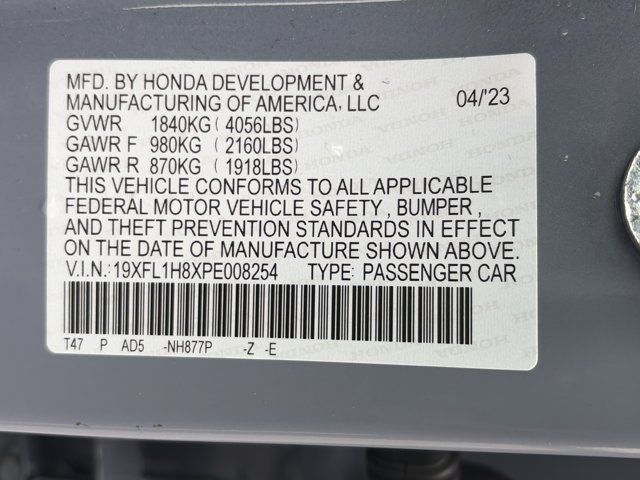 MFD. BY HONDA DEVELOPMENT &
MANUFACTURING OF AMERICA, LLC 04/'23
GVWR 1840KG ( 4056LBS)
GAWR F 980KG ( 2160LBS)
GAWR R 870KG ( 1918LBS)
THIS VEHICLE CONFORMS TO ALL APPLICABLE
FEDERAL MOTOR VEHICLE SAFETY , BUMPER ,
AND THEFT PREVENTION STANDARDS IN EFFECT
ON THE DATE OF MANUFACTURE SHOWN ABOVE.
V.I.N.:19XFL1H8XPE008254 TYPE: PASSENGER CAR
T47 P AD5 -NH877P -Z -E